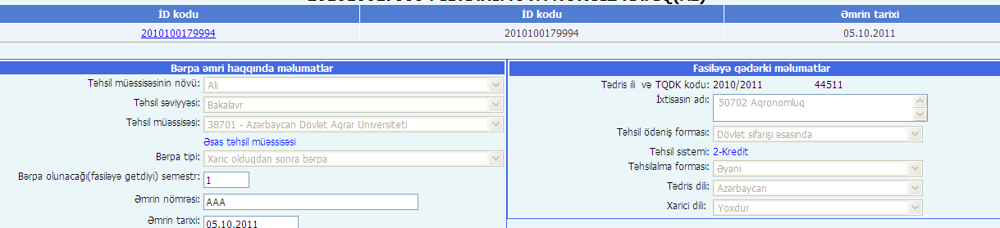 İD kodu İD kodu Əmrin tarixi
2010100179994 2010100179994 05.10.2011
Bərpa əmri haqqında məlumatlar
Təhsil müəssisəsinin növü: Ali
Təhsil səviyyəsi: Bakalavr
Təhsil müəssisəsi: 38701 - Azərbaycan Dövlət Aqrar Universiteti
Əsas təhsil müəssisəsi
Bərpa tipi: Xaric olduqdan sonra bərpa
Bərpa olunacağı(fasiləyə getdiyi) semestr: 1
Əmrin nömrəsi: AAA
Əmrin tarixi: 05.10.2011
Fasiləyə qədərki məlumatlar
Tədris ili və TQDK kodu: 2010/2011 44511
İxtisasın adı: 50702 Aqronomluq
Təhsil ödəniş forması: Dövlət sifarişi əsasında
Təhsil sistemi: 2-Kredit
Təhsilalma forması: Əyani
Tədris dili: Azərbaycan
Xarici dili: Yoxdur